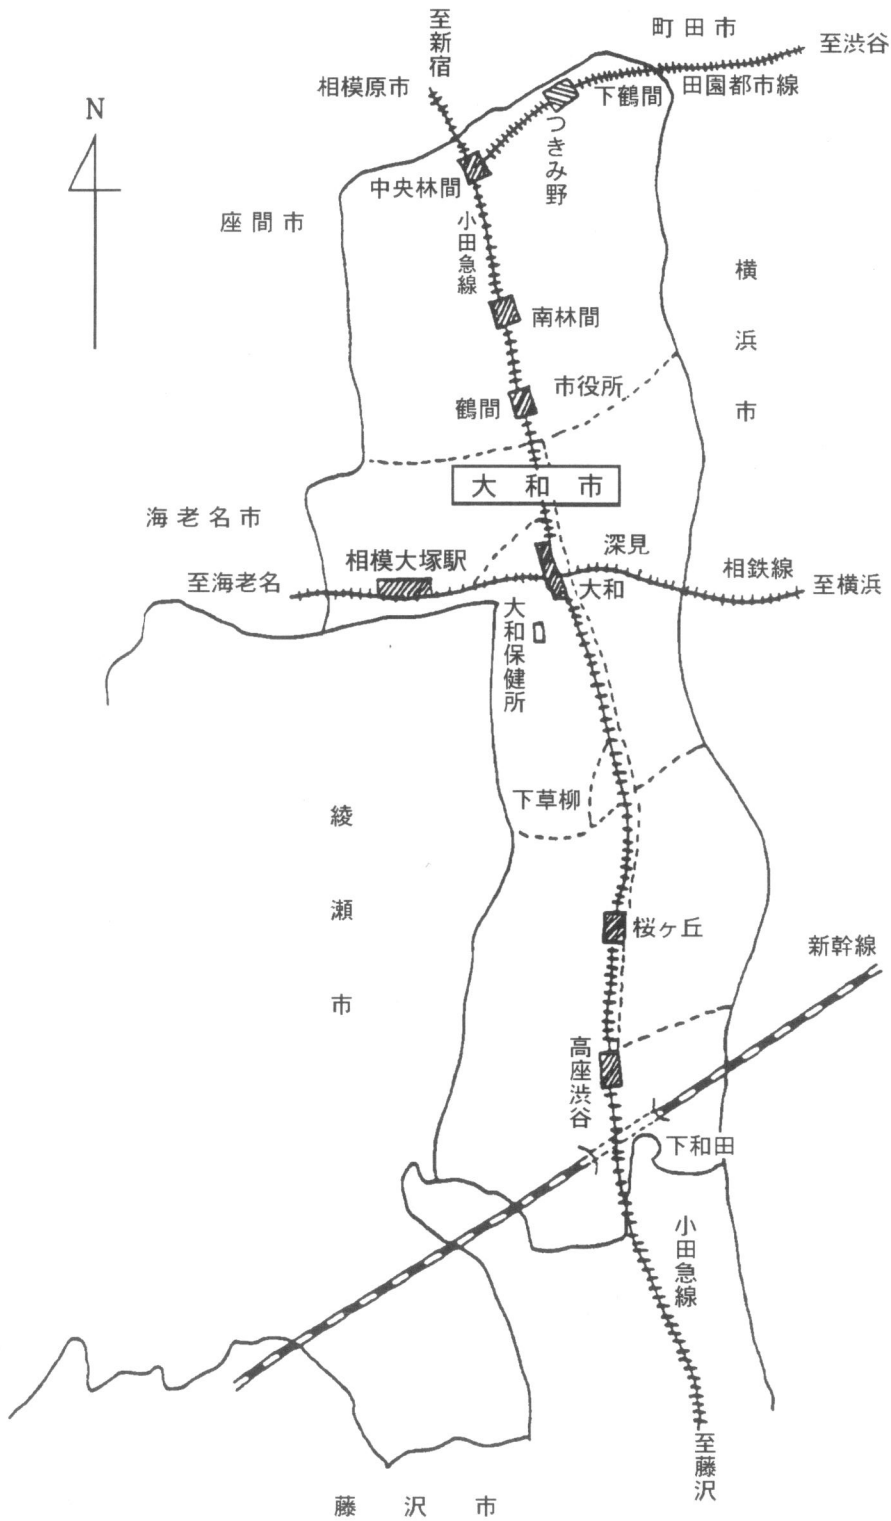 町田市
至新宿
至渋谷
相模原市
下鶴間
田園都市線
N
つきみ野
中央林間
座間市
小田急線
横浜市
南林間
市役所
鶴間
大和市
海老名市
深見
相模大塚駅
相鉄線
至海老名
大和
至横浜
大和保健所
下草柳
綾瀬市
桜ヶ丘
新幹線
高座渋谷
下和田
小田急線
至藤沢
藤沢市